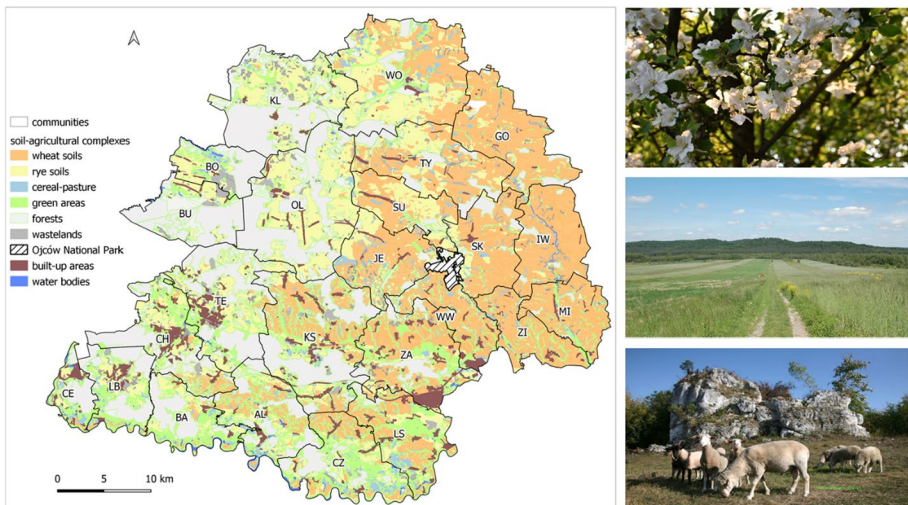 communities
soil-agricultural complexes
wheat soils
rye soils
cereal-pasture
green areas
forests
wastelands
Ojców National Park
built-up areas
water bodies
WO
KL
GO
TY
BO
BU
OL
SU
SK
IW
JE
TE
WW
MI
ZI
KS
ZA
CH
CE
LB
BA
AL
LS
CZ
0 5 10 km